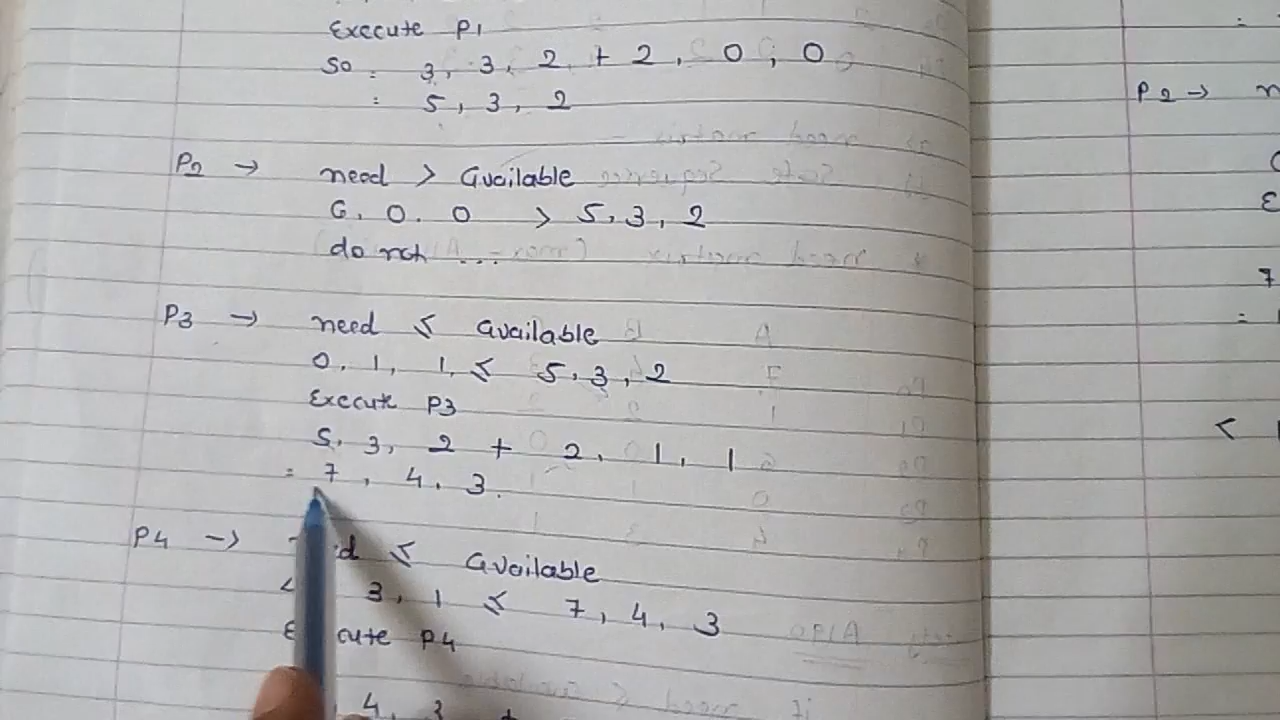 Execute P1
So = 3, 3, 2 + 2, 0, 0
= 5, 3, 2
P2 → need > Available
6, 0, 0 > 5, 3, 2
do not ...
P3 → need ≤ Available
0, 1, 1, ≤ 5, 3, 2
Execute P3
5, 3, 2 + 2, 1, 1
= 7, 4, 3.
P4 → ≤ Available
3, 1 ≤ 7, 4, 3
Execute P4
4, 3 +
P2 →
7
=
<